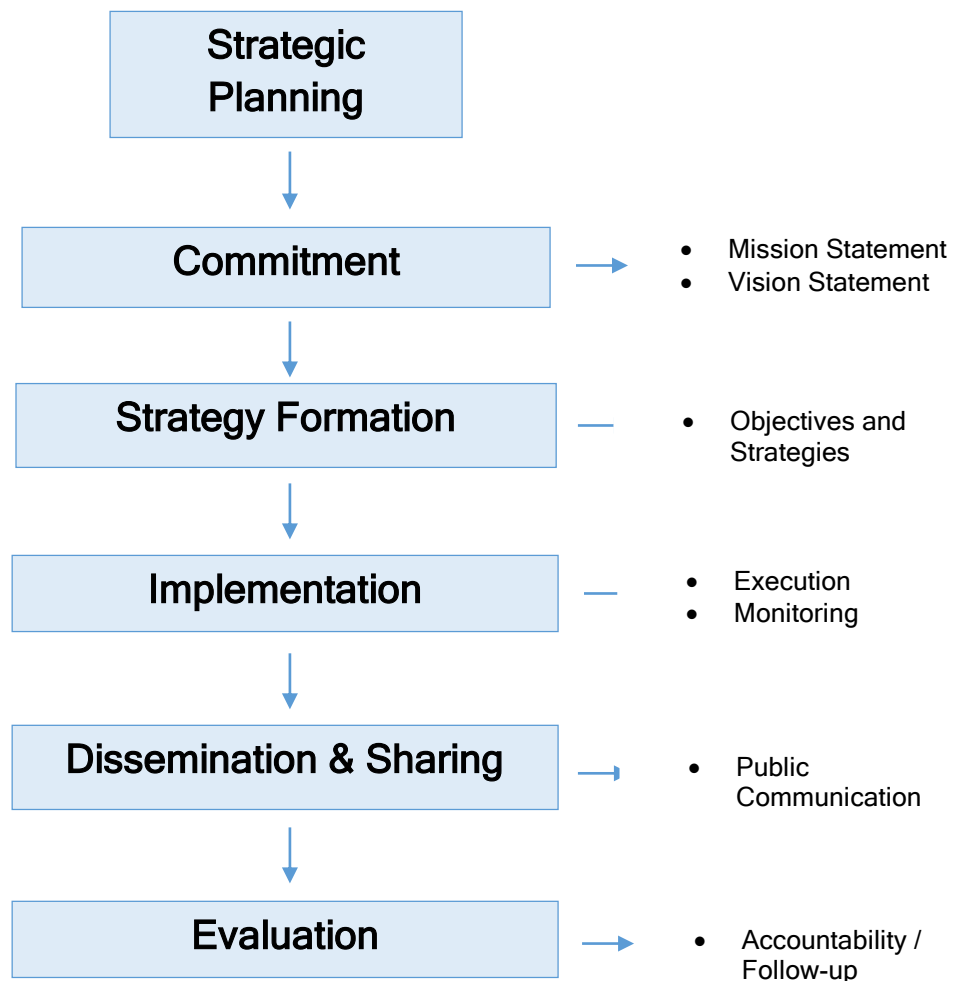 Strategic
Planning
Commitment
• Mission Statement
• Vision Statement
Strategy Formation
• Objectives and
Strategies
Implementation
• Execution
• Monitoring
Dissemination & Sharing
• Public
Communication
Evaluation
• Accountability /
Follow-up